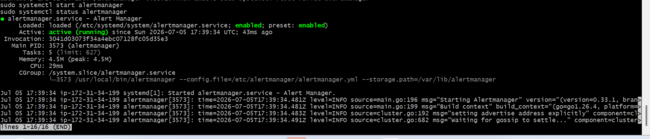 sudo systemctl start alertmanager
sudo systemctl status alertmanager
● alertmanager.service - Alert Manager
Loaded: loaded (/etc/systemd/system/alertmanager.service; enabled; preset: enabled)
Active: active (running) since Sun 2026-07-05 17:39:34 UTC; 43ms ago
Invocation: 3041d03073f34a4ebc07128fc05d35e3
Main PID: 3573 (alertmanager)
Tasks: 5 (limit: 627)
Memory: 4.5M (peak: 4.5M)
CPU: 29ms
CGroup: /system.slice/alertmanager.service
└─3573 /usr/local/bin/alertmanager --config.file=/etc/alertmanager/alertmanager.yml --storage.path=/var/lib/alertmanager
Jul 05 17:39:34 ip-172-31-34-199 systemd[1]: Started alertmanager.service - Alert Manager.
Jul 05 17:39:34 ip-172-31-34-199 alertmanager[3573]: time=2026-07-05T17:39:34.481Z level=INFO source=main.go:196 msg="Starting Alertmanager" version="(version=0.33.1, bran
Jul 05 17:39:34 ip-172-31-34-199 alertmanager[3573]: time=2026-07-05T17:39:34.481Z level=INFO source=main.go:199 msg="Build context" build_context="(go=go1.26.4, platform=
Jul 05 17:39:34 ip-172-31-34-199 alertmanager[3573]: time=2026-07-05T17:39:34.483Z level=INFO source=cluster.go:192 msg="setting advertise address explicitly" component=
Jul 05 17:39:34 ip-172-31-34-199 alertmanager[3573]: time=2026-07-05T17:39:34.491Z level=INFO source=cluster.go:682 msg="Waiting for gossip to settle..." component=cluster
lines 1-16/16 (END)